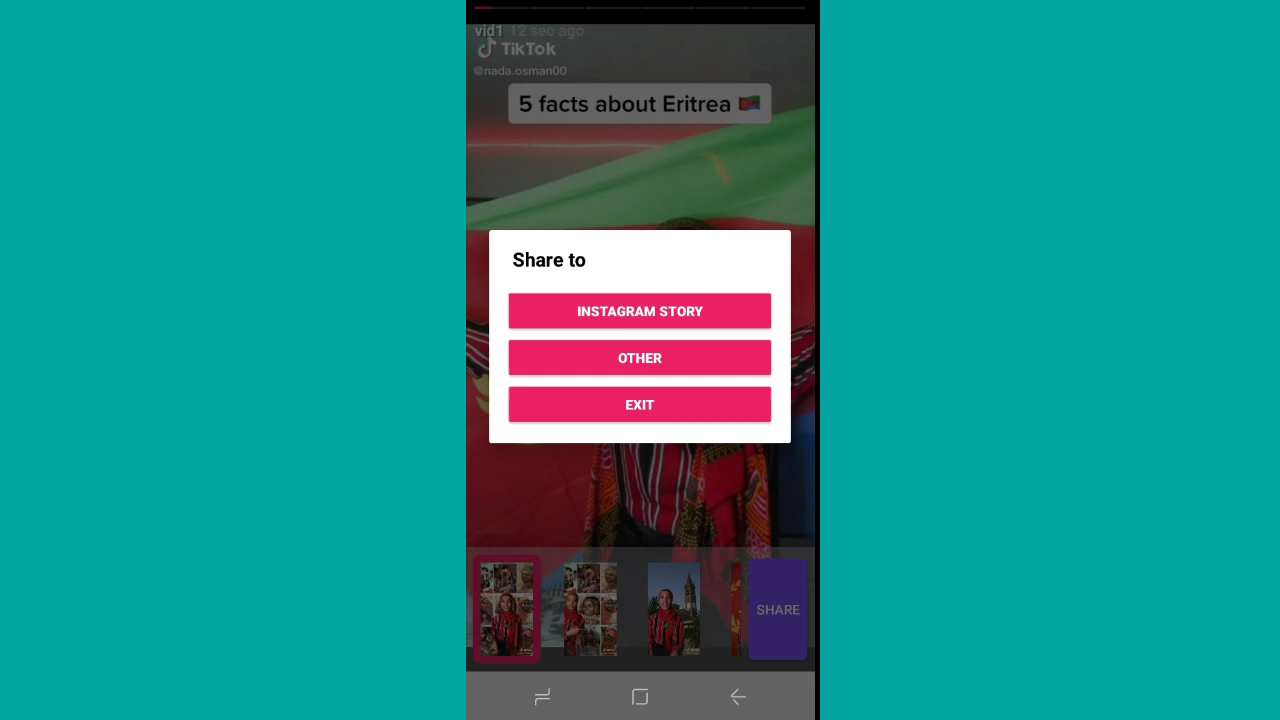 vid1 12 sec ago
TikTok
@nada.osman00
5 facts about Eritrea 🇪🇷
Share to
INSTAGRAM STORY
OTHER
EXIT
SHARE